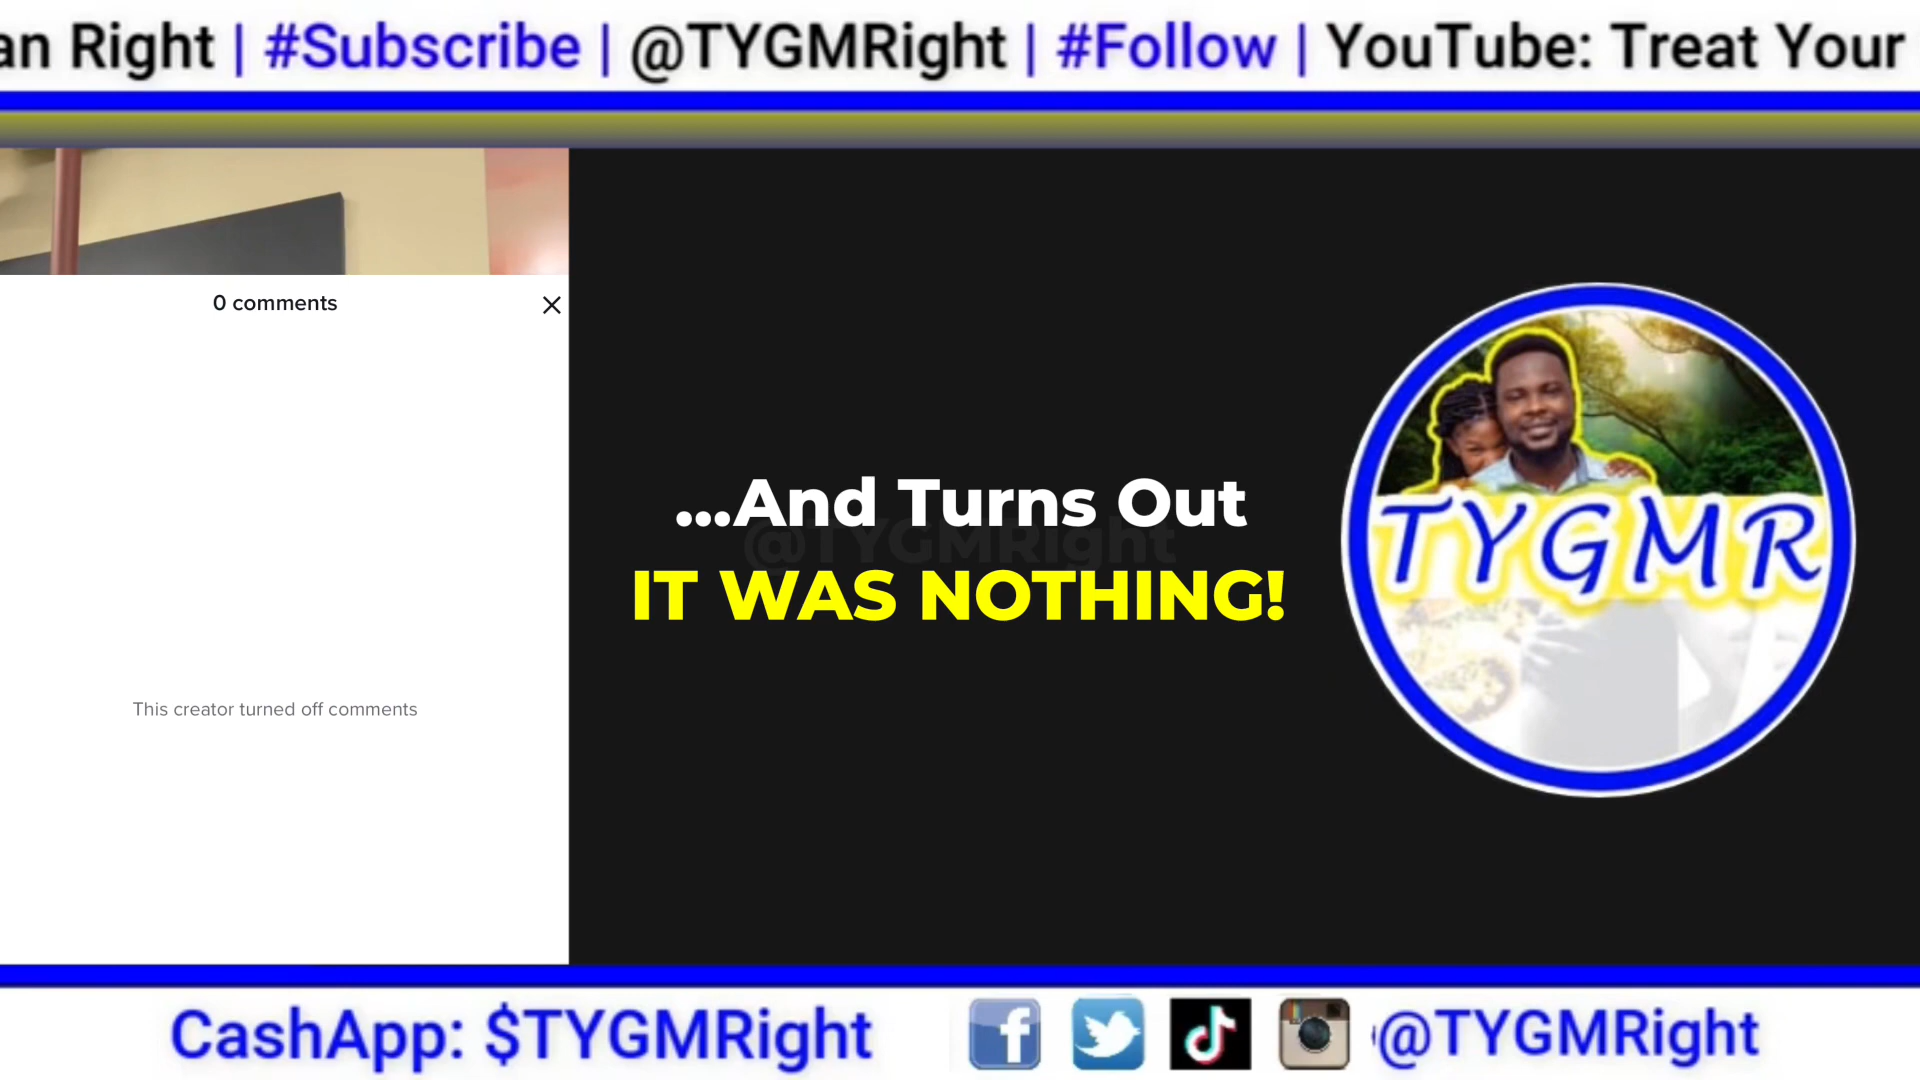 an Right | #Subscribe | @TYGMRight | #Follow | YouTube: Treat Your
0 comments
This creator turned off comments
...And Turns Out
@TYGMRight
IT WAS NOTHING!
TYGMR
CashApp: $TYGMRight
@TYGMRight